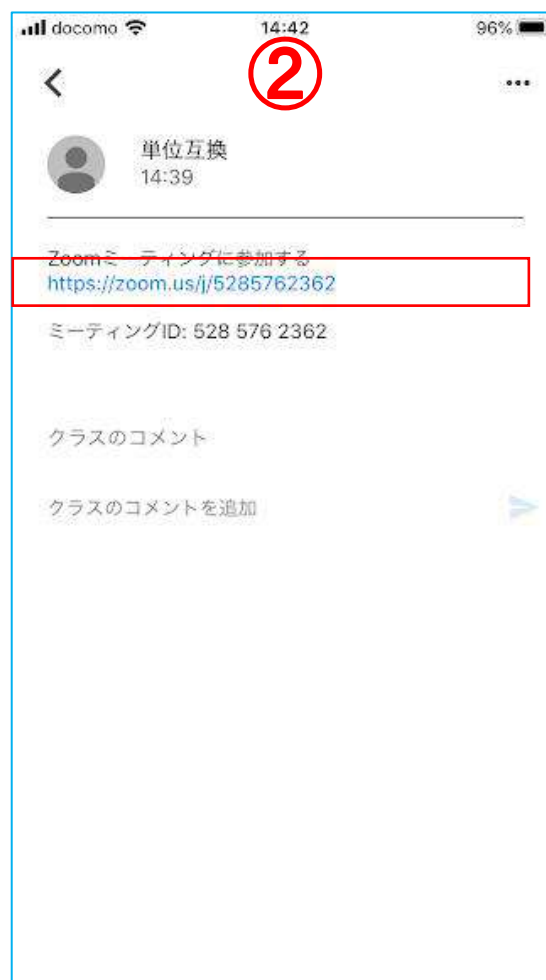 docomo 14:42 96%
②
単位互換
14:39
Zoomミーティングに参加する
https://zoom.us/j/5285762362
ミーティングID: 528 576 2362
クラスのコメント
クラスのコメントを追加